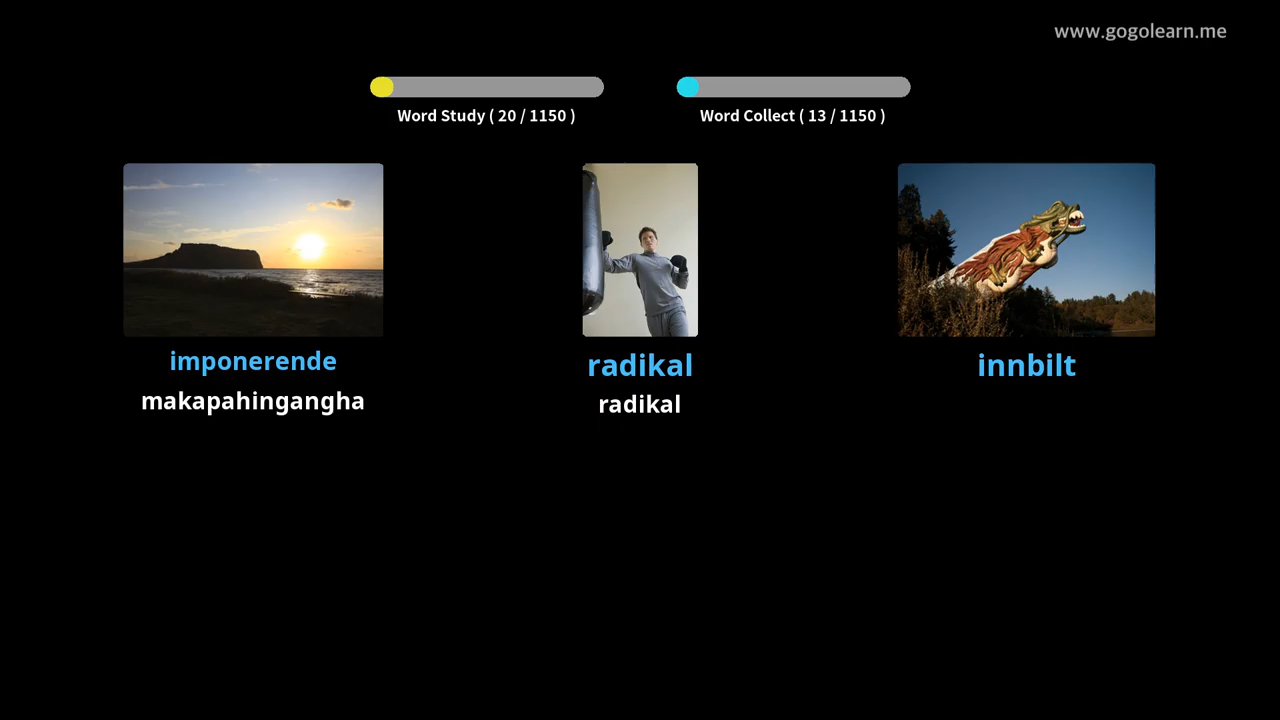 www.gogolearn.me
Word Study ( 20 / 1150 )
Word Collect ( 13 / 1150 )
imponerende
makapahingangha
radikal
radikal
innbilt